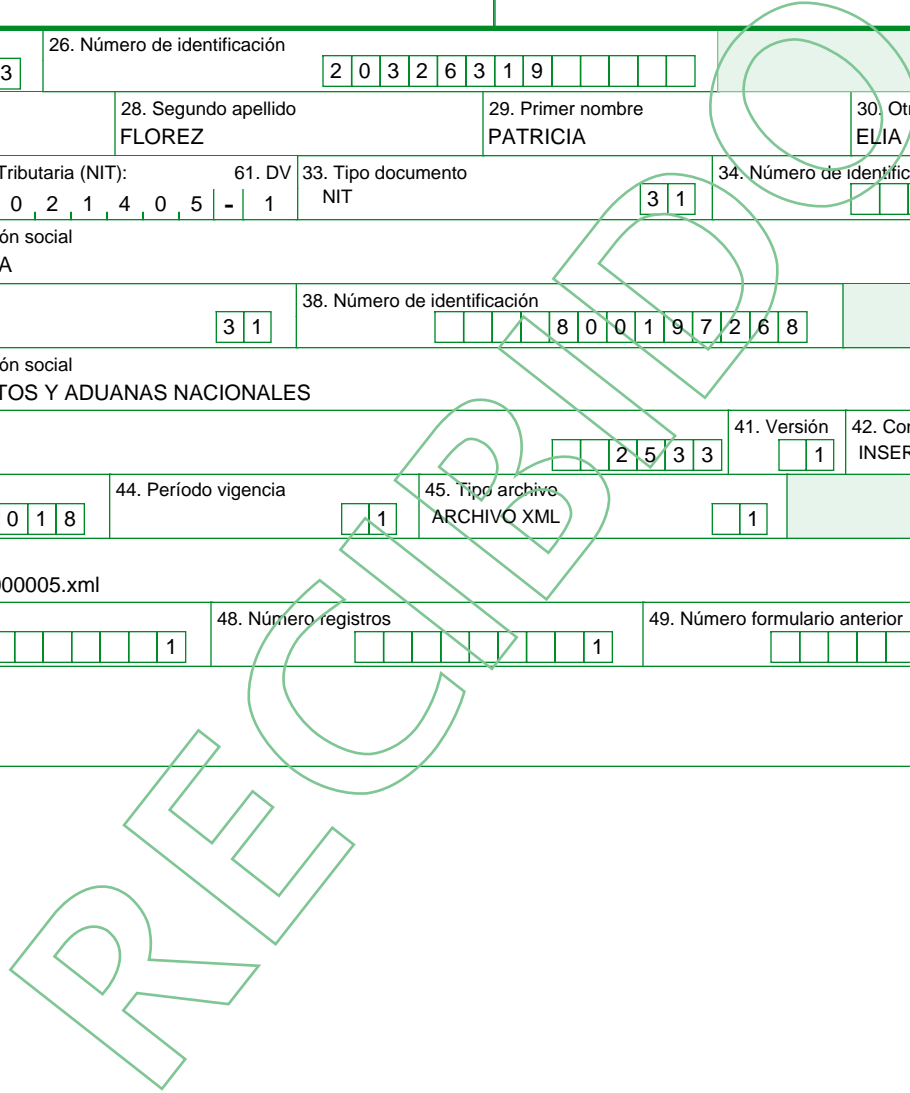 26. Número de identificación
3 2 0 3 2 6 3 1 9
28. Segundo apellido 29. Primer nombre 30. Otr
FLOREZ PATRICIA ELIA
Tributaria (NIT): 61. DV 33. Tipo documento 34. Número de identific
0 2 1 4 0 5 - 1 NIT 3 1
ón social
A
38. Número de identificación
3 1 8 0 0 1 9 7 2 6 8
ón social
TOS Y ADUANAS NACIONALES
41. Versión 42. Con
2 5 3 3 1 INSER
44. Período vigencia 45. Tipo archivo
0 1 8 1 ARCHIVO XML 1
000005.xml
48. Número registros 49. Número formulario anterior
1 1
RECIBIDO